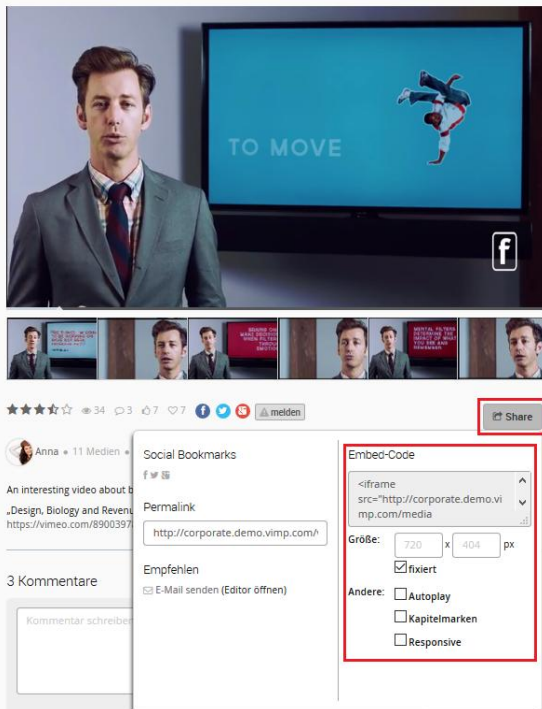 TO MOVE
f
34 3 7 7 f melden
Share
Anna • 11 Medien •
An interesting video about b
„Design, Biology and Revenu
https://vimeo.com/8900397
3 Kommentare
Kommentar schreiben
Social Bookmarks
Permalink
http://corporate.demo.vimp.com/
Empfehlen
E-Mail senden (Editor öffnen)
Embed-Code
<iframe
src="http://corporate.demo.vi
mp.com/media
Größe: 720 x 404 px
fixiert
Andere: Autoplay
Kapitelmarken
Responsive